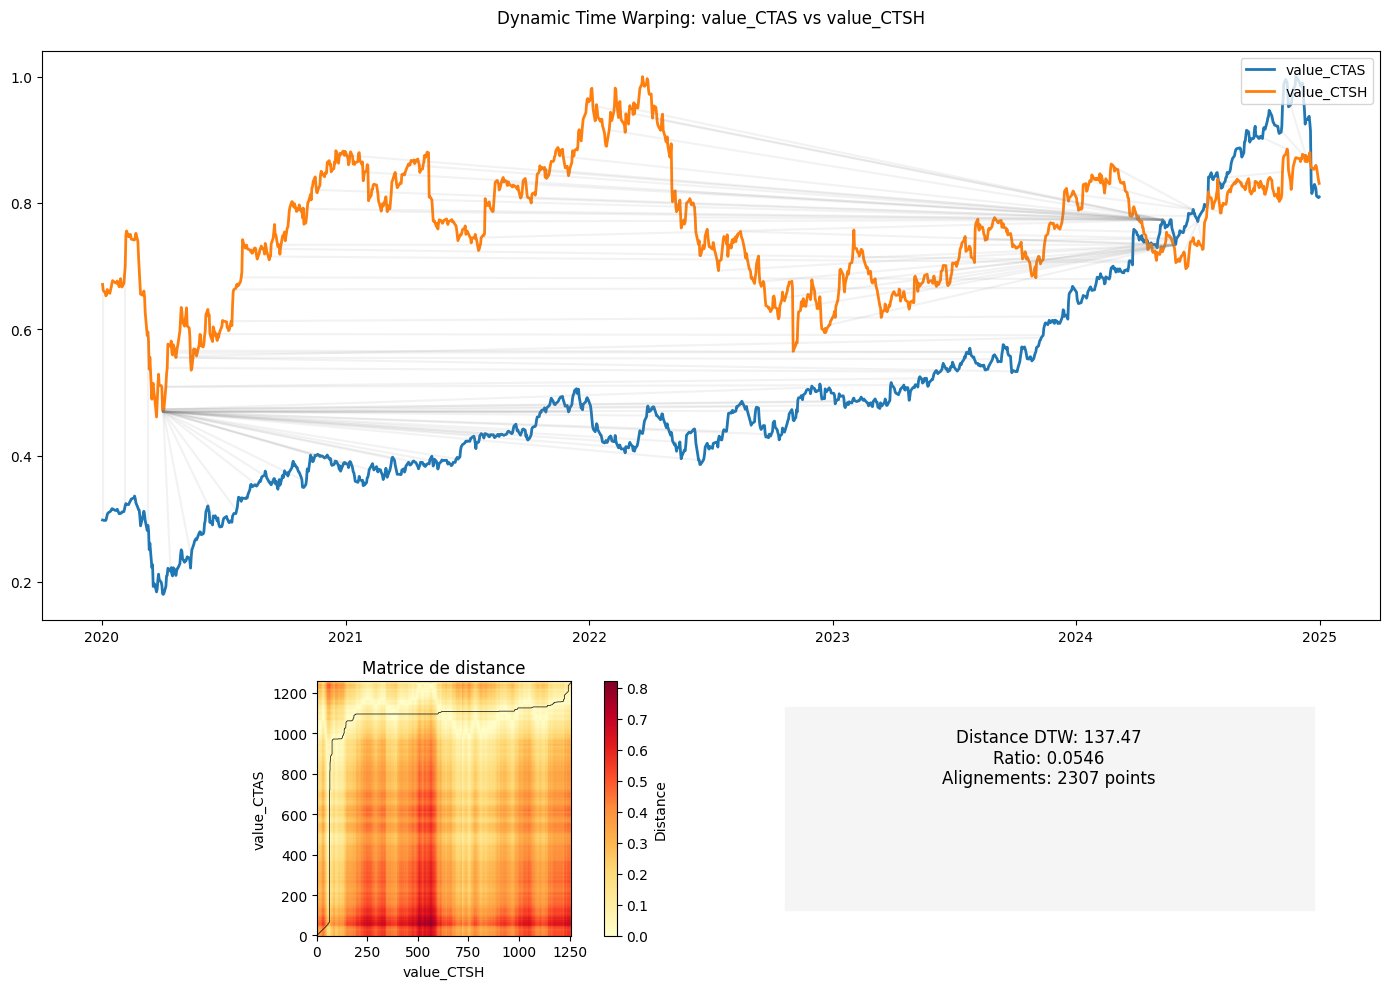 Dynamic Time Warping: value_CTAS vs value_CTSH
value_CTAS
value_CTSH
1.0
0.8
0.6
0.4
0.2
2020 2021 2022 2023 2024 2025
Matrice de distance
value_CTAS
1200
1000
800
600
400
200
0
0 250 500 750 1000 1250
value_CTSH
0.8
0.7
0.6
0.5
0.4
0.3
0.2
0.1
0.0
Distance
Distance DTW: 137.47
Ratio: 0.0546
Alignements: 2307 points